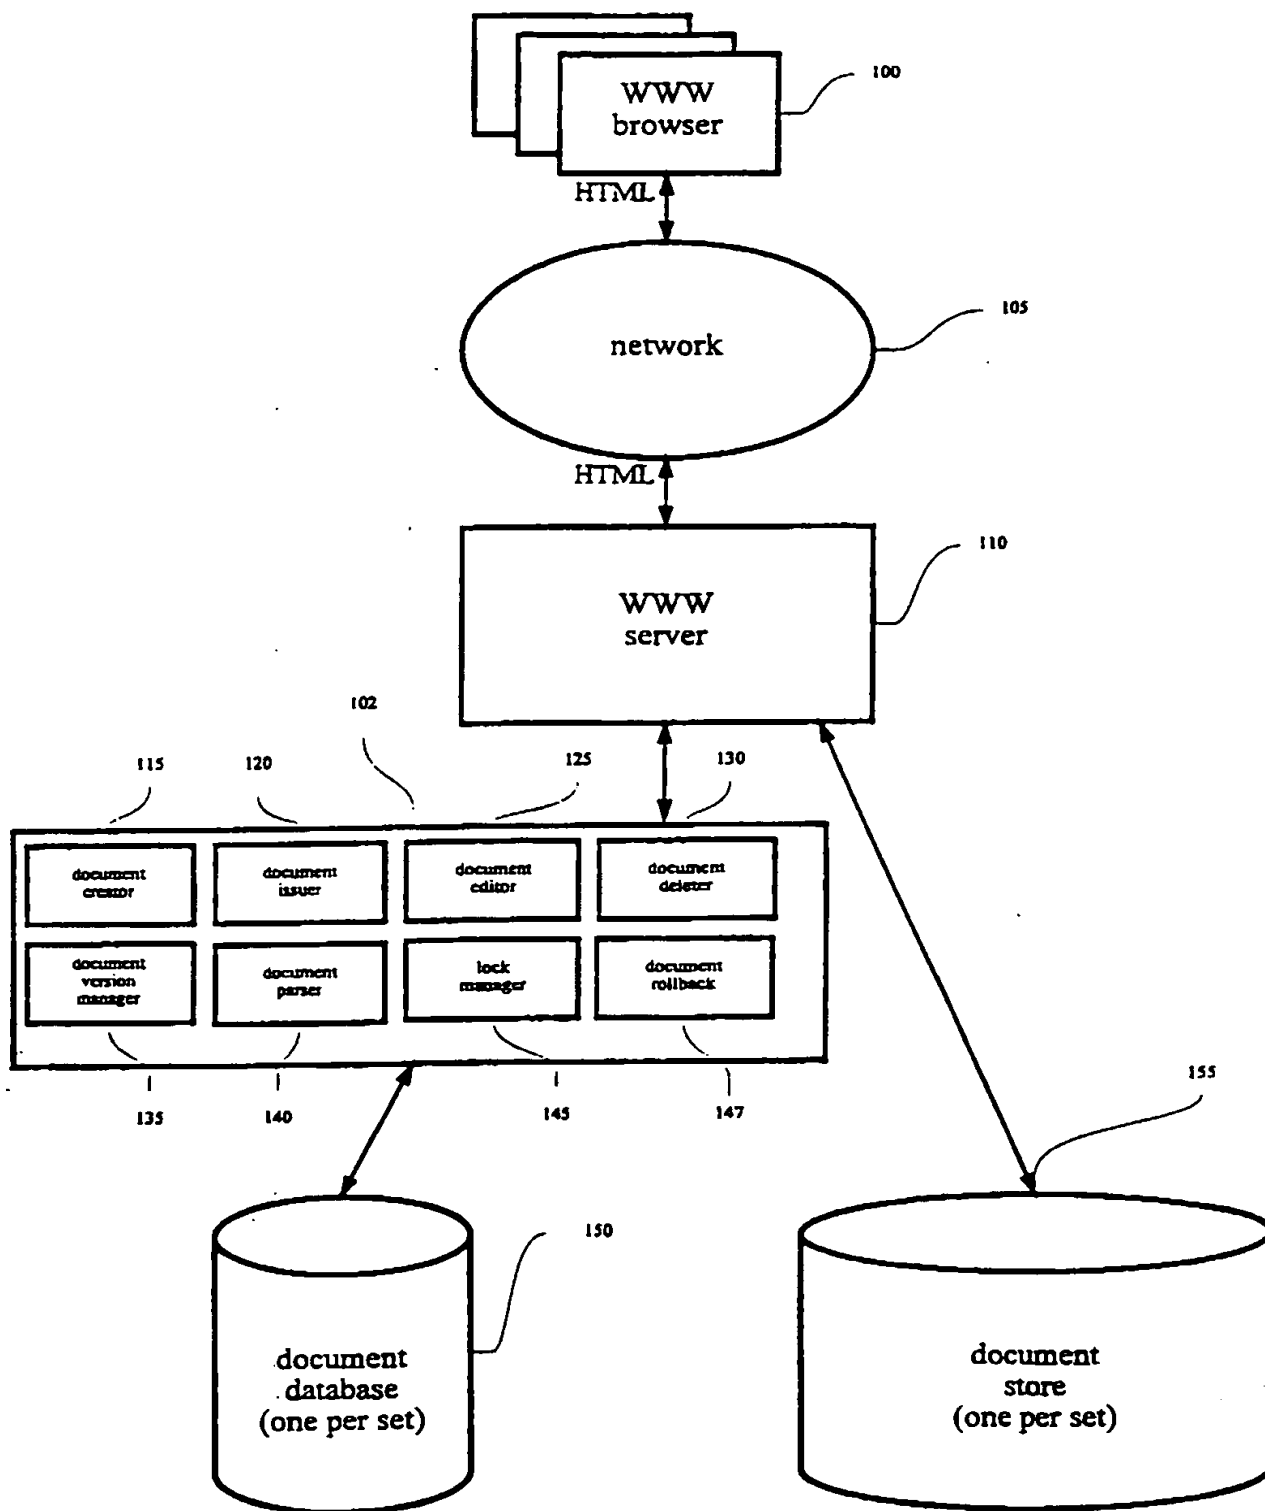 WWW
browser
100
HTML
network
105
HTML
WWW
server
110
102
115
120
125
130
document
creator
document
issuer
document
editor
document
deleter
document
version
manager
document
parser
lock
manager
document
rollback
135
140
145
147
155
150
document
database
(one per set)
document
store
(one per set)